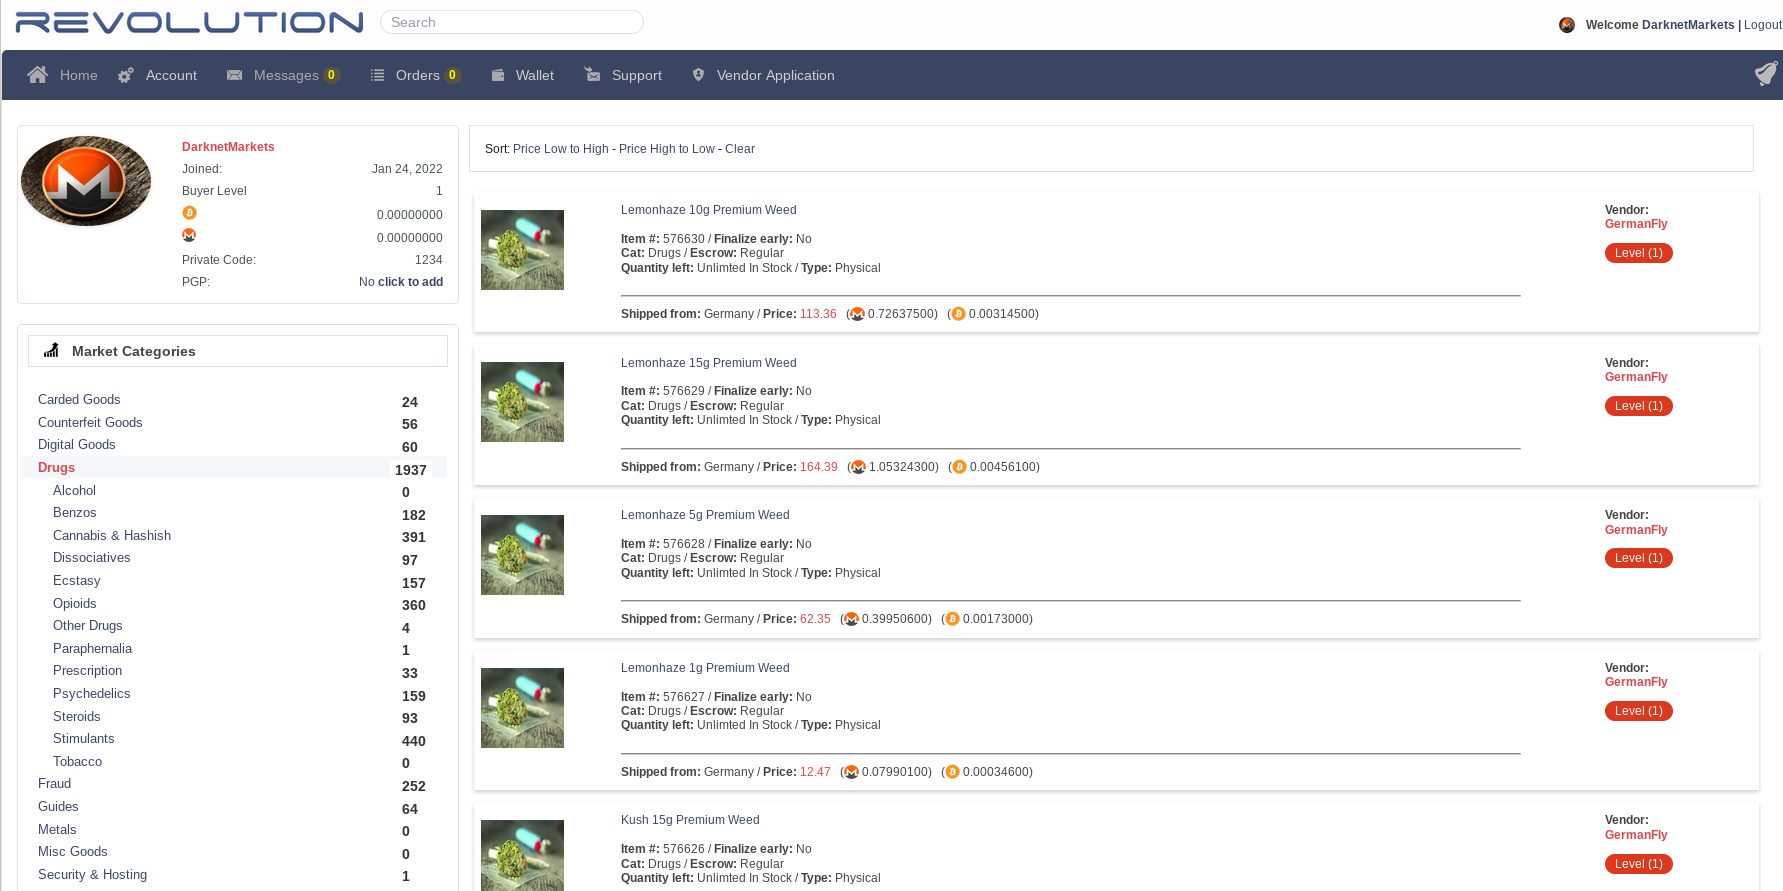 REVOLUTION
Search
Welcome DarknetMarkets | Logout
Home Account Messages 0 Orders 0 Wallet Support Vendor Application
DarknetMarkets
Joined: Jan 24, 2022
Buyer Level 1
0.00000000
0.00000000
Private Code: 1234
PGP: No click to add
Market Categories
Carded Goods 24
Counterfeit Goods 56
Digital Goods 60
Drugs 1937
Alcohol 0
Benzos 182
Cannabis & Hashish 391
Dissociatives 97
Ecstasy 157
Opioids 360
Other Drugs 4
Paraphernalia 1
Prescription 33
Psychedelics 159
Steroids 93
Stimulants 440
Tobacco 0
Fraud 252
Guides 64
Metals 0
Misc Goods 0
Security & Hosting 1
Sort: Price Low to High - Price High to Low - Clear
Lemonhaze 10g Premium Weed
Item #: 576630 / Finalize early: No
Cat: Drugs / Escrow: Regular
Quantity left: Unlimted In Stock / Type: Physical
Shipped from: Germany / Price: 113.36 ( 0.72637500) ( 0.00314500)
Vendor:
GermanFly
Level (1)
Lemonhaze 15g Premium Weed
Item #: 576629 / Finalize early: No
Cat: Drugs / Escrow: Regular
Quantity left: Unlimted In Stock / Type: Physical
Shipped from: Germany / Price: 164.39 ( 1.05324300) ( 0.00456100)
Vendor:
GermanFly
Level (1)
Lemonhaze 5g Premium Weed
Item #: 576628 / Finalize early: No
Cat: Drugs / Escrow: Regular
Quantity left: Unlimted In Stock / Type: Physical
Shipped from: Germany / Price: 62.35 ( 0.39950600) ( 0.00173000)
Vendor:
GermanFly
Level (1)
Lemonhaze 1g Premium Weed
Item #: 576627 / Finalize early: No
Cat: Drugs / Escrow: Regular
Quantity left: Unlimted In Stock / Type: Physical
Shipped from: Germany / Price: 12.47 ( 0.07990100) ( 0.00034600)
Vendor:
GermanFly
Level (1)
Kush 15g Premium Weed
Item #: 576626 / Finalize early: No
Cat: Drugs / Escrow: Regular
Quantity left: Unlimted In Stock / Type: Physical
Vendor:
GermanFly
Level (1)